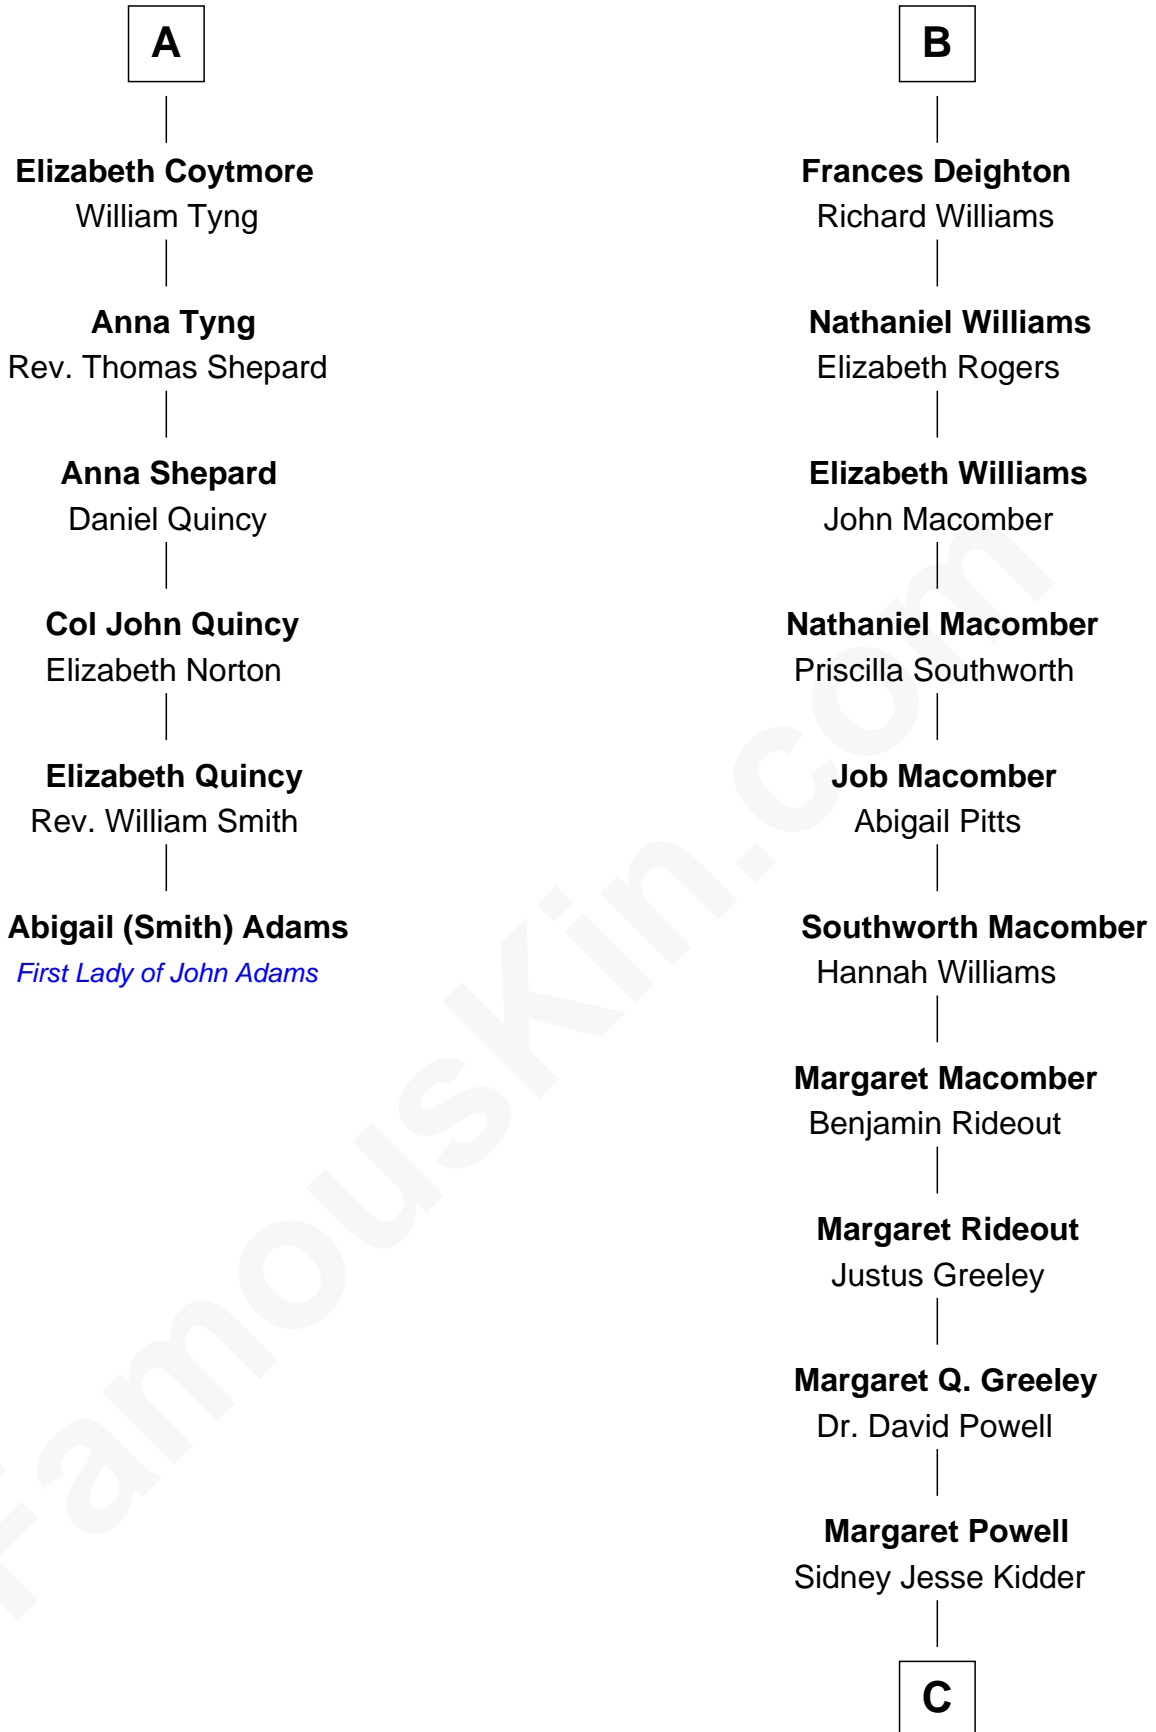 A
Elizabeth Coytmore
William Tyng
Anna Tyng
Rev. Thomas Shepard
Anna Shepard
Daniel Quincy
Col John Quincy
Elizabeth Norton
Elizabeth Quincy
Rev. William Smith
Abigail (Smith) Adams
First Lady of John Adams
B
Frances Deighton
Richard Williams
Nathaniel Williams
Elizabeth Rogers
Elizabeth Williams
John Macomber
Nathaniel Macomber
Priscilla Southworth
Job Macomber
Abigail Pitts
Southworth Macomber
Hannah Williams
Margaret Macomber
Benjamin Rideout
Margaret Rideout
Justus Greeley
Margaret Q. Greeley
Dr. David Powell
Margaret Powell
Sidney Jesse Kidder
C
FamousKin.com